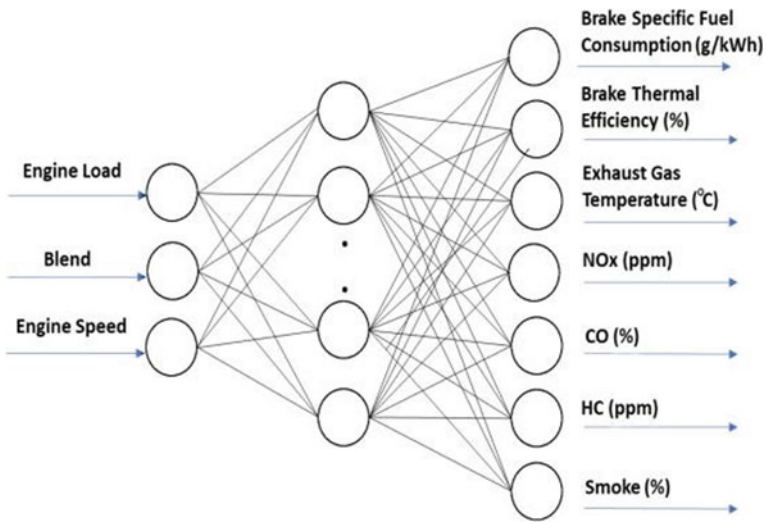 Engine Load
Blend
Engine Speed
Brake Specific Fuel
Consumption (g/kWh)
Brake Thermal
Efficiency (%)
Exhaust Gas
Temperature (°C)
NOx (ppm)
CO (%)
HC (ppm)
Smoke (%)